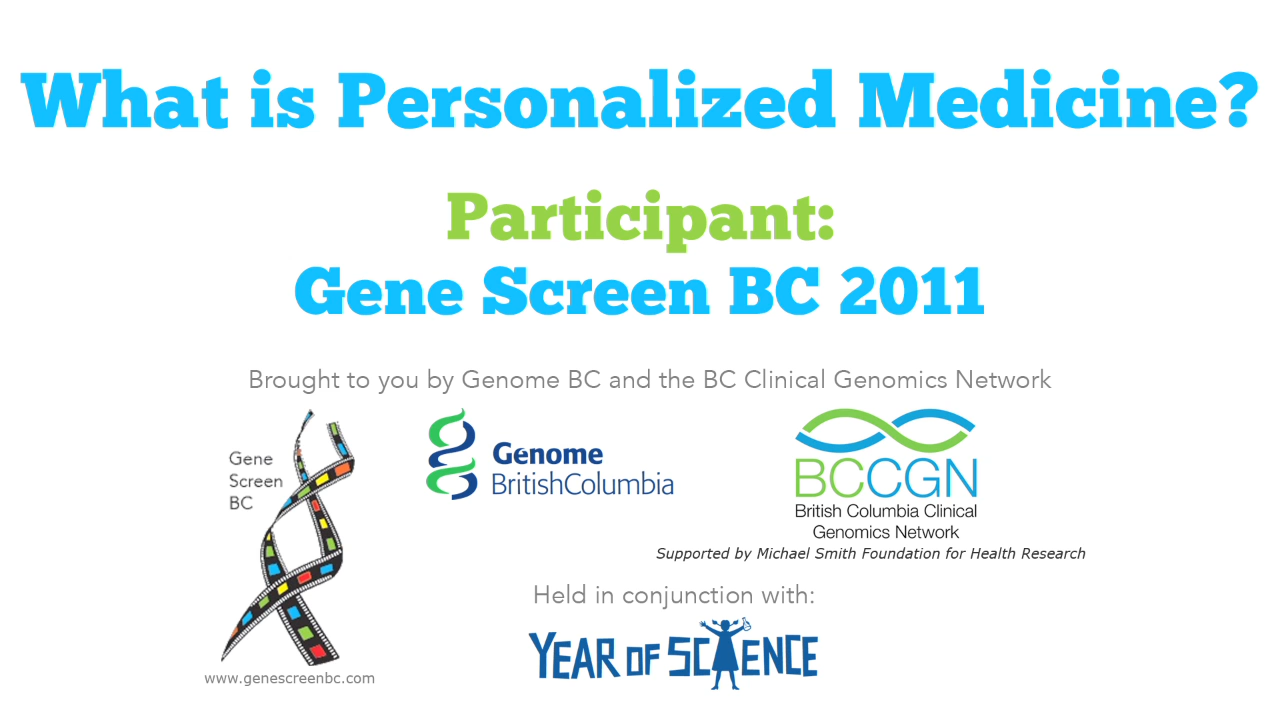 What is Personalized Medicine?
Participant:
Gene Screen BC 2011
Brought to you by Genome BC and the BC Clinical Genomics Network
Gene
Screen
BC
www.genescreenbc.com
Genome
BritishColumbia
BCCGN
British Columbia Clinical
Genomics Network
Supported by Michael Smith Foundation for Health Research
Held in conjunction with:
YEAR OF SCIENCE